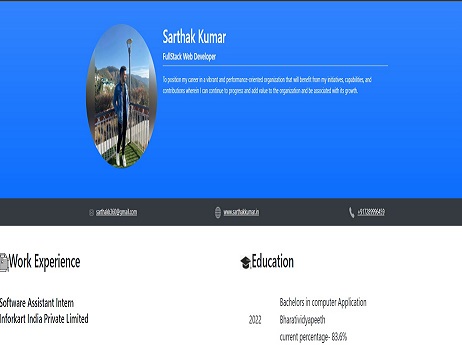 Sarthak Kumar
FullStack Web Developer
To position my career in a vibrant and performance-oriented organization that will benefit from my initiatives, capabilities, and
contributions wherein I can continue to progress and add value to the organization and be associated with its growth.
sarthakk360@gmail.com www.sarthakkumar.in +917289996459
Work Experience
Education
Software Assistant Intern
Inforkart India Private Limited
Bachelors in computer Application
2022 Bharatividyapeeth
current percentage- 83.6%